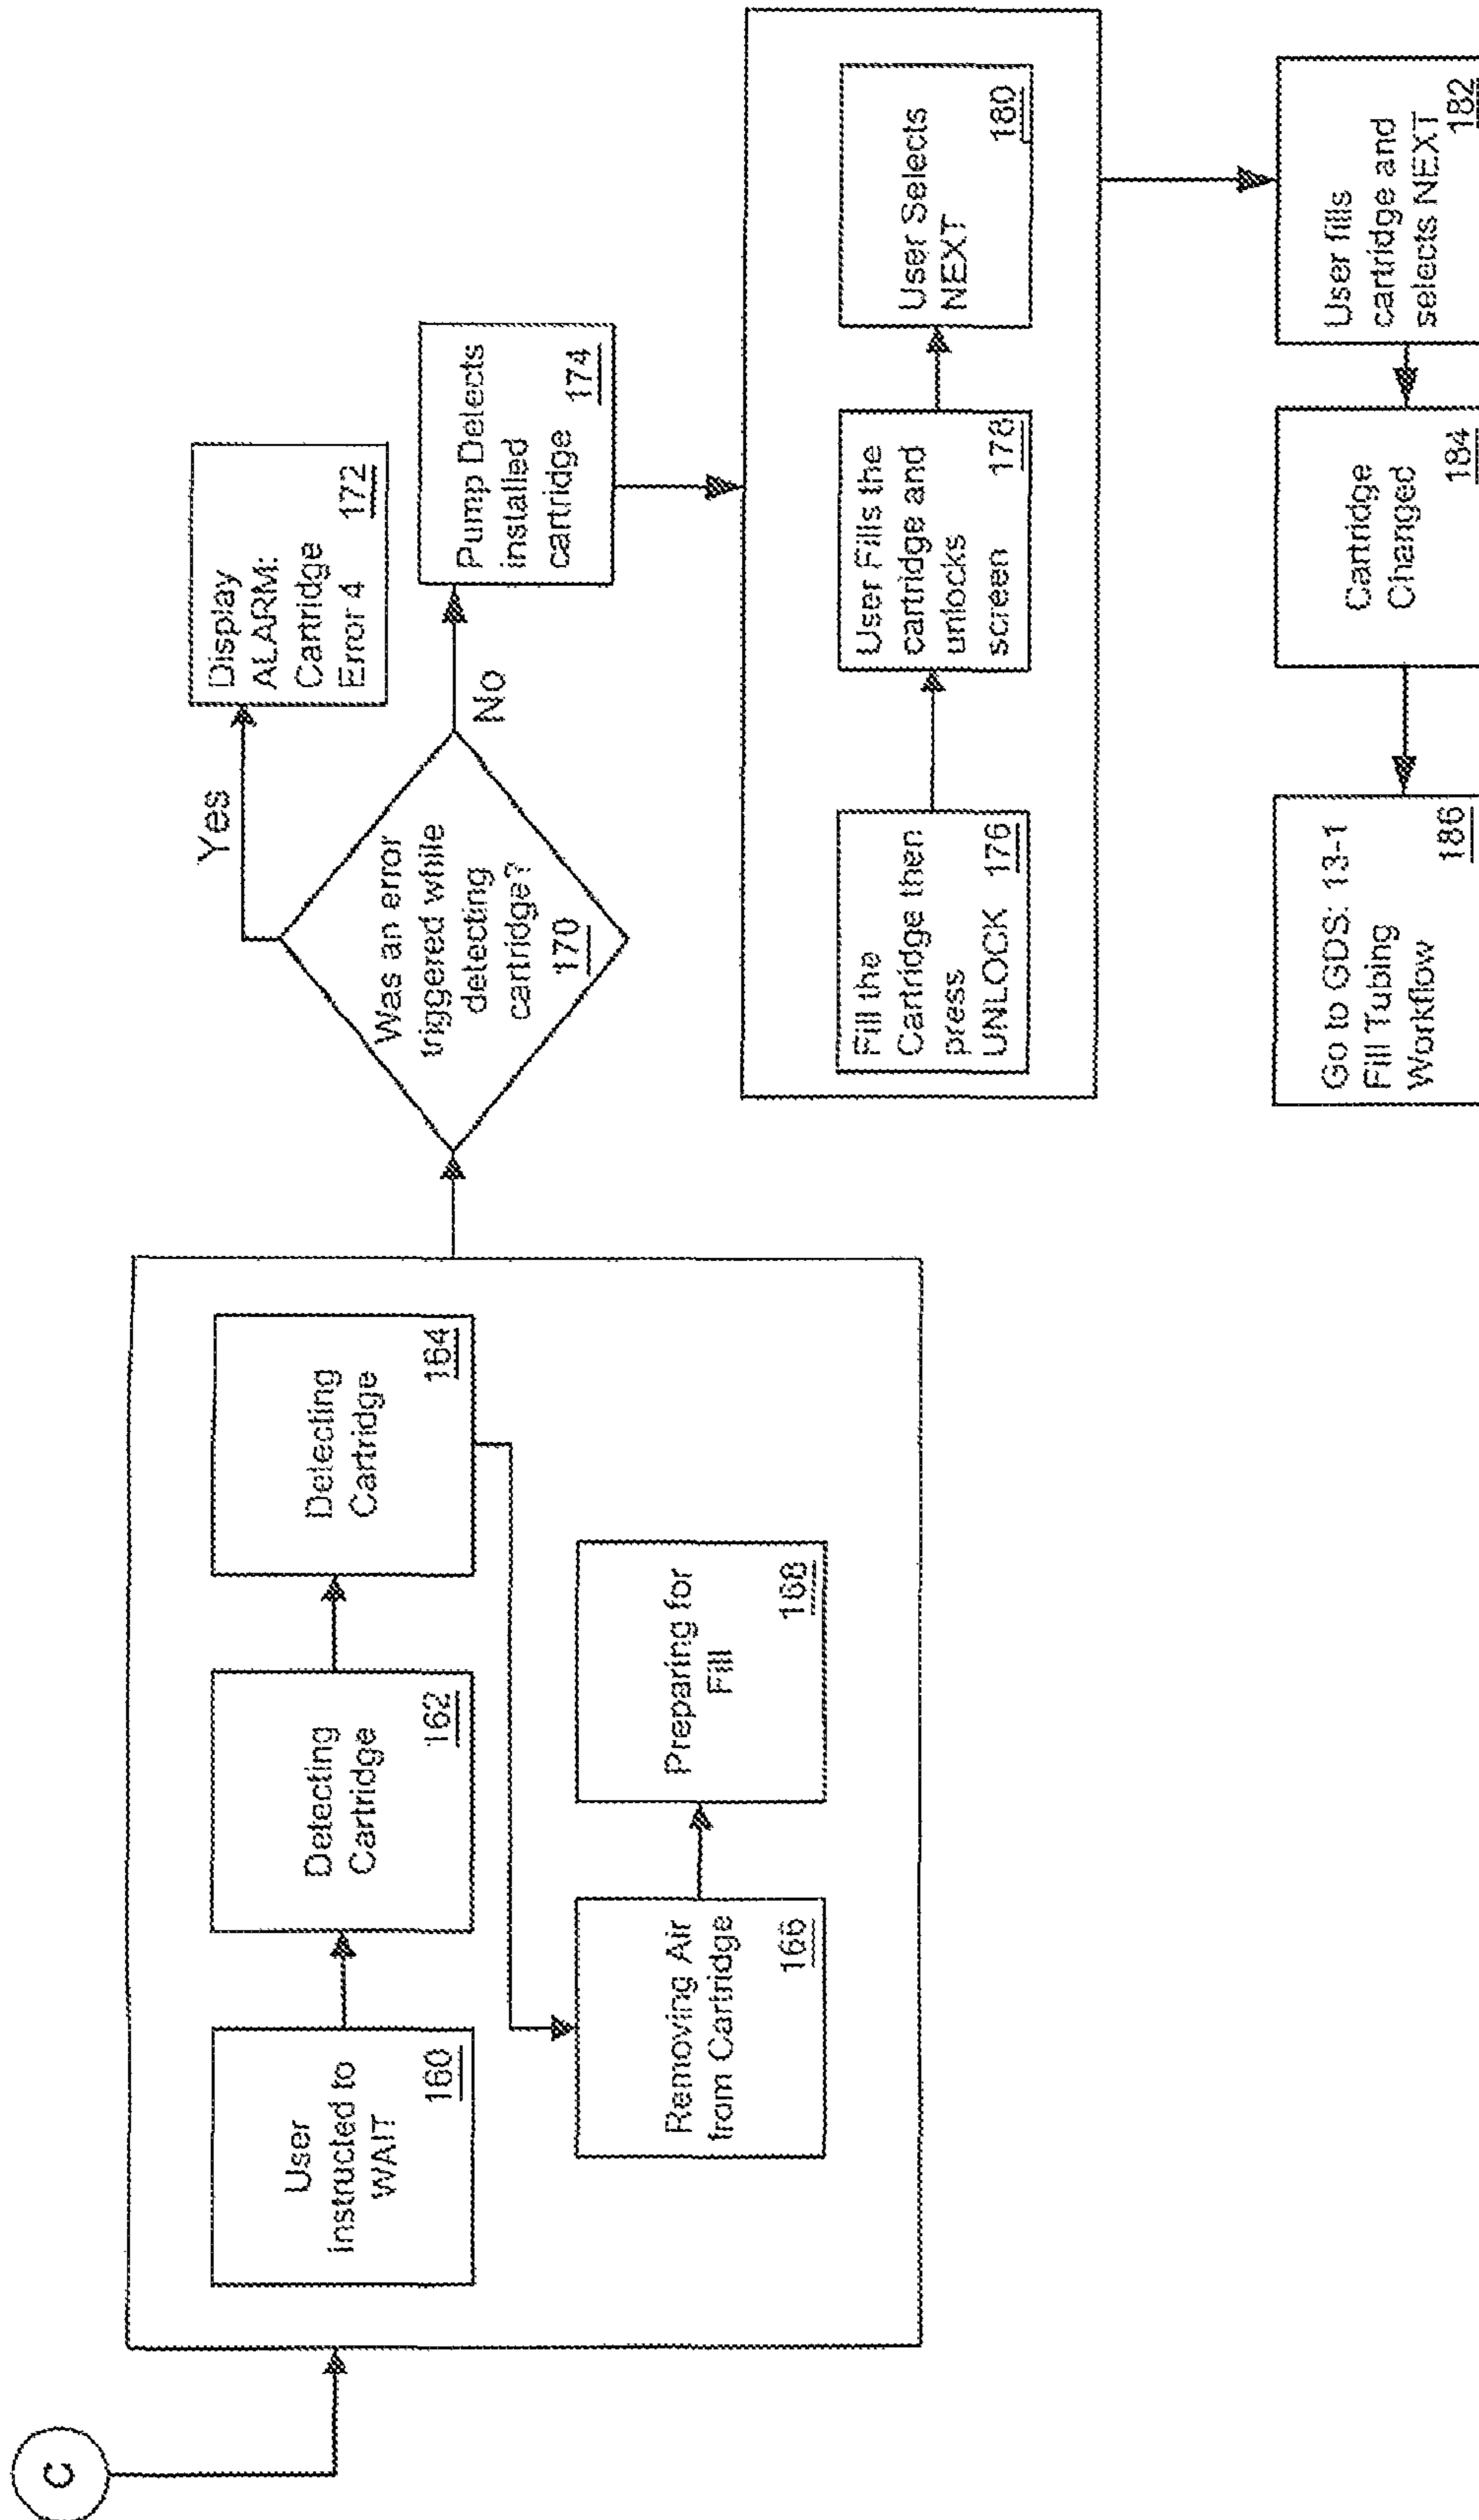 C
User
instructed to
WAIT
160
Detecting
Cartridge
162
Detecting
Cartridge
164
Removing Air
from Cartridge
166
Preparing for
Fill
168
Was an error
triggered while
detecting
cartridge?
170
Yes
No
Display
ALARM:
Cartridge
Error 4 172
Pump Detects
installed
cartridge 174
Fill the
Cartridge then
press
UNLOCK 176
User Fills the
cartridge and
unlocks
screen 178
User Selects
NEXT
180
User fills
cartridge and
selects NEXT
182
Cartridge
Changed
184
Go to GDS: 13-1
Fill Tubing
Workflow
186